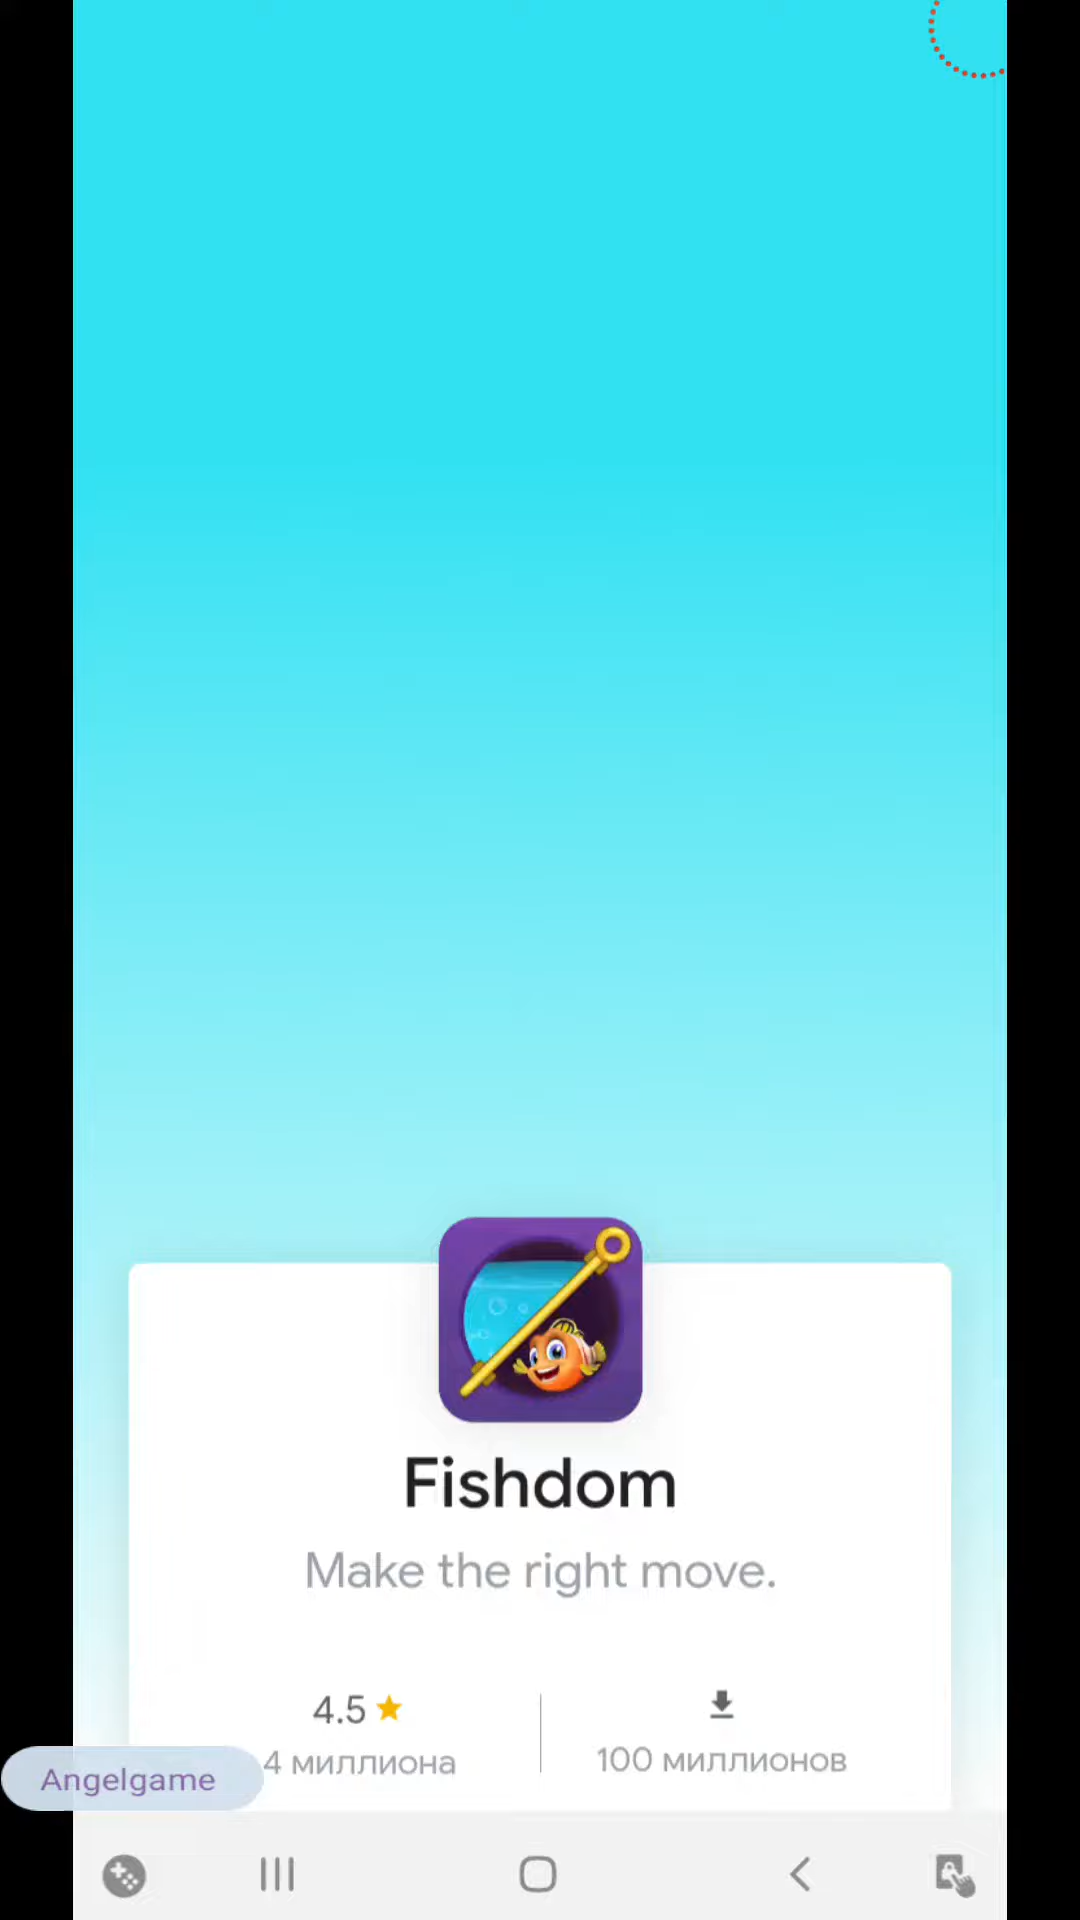 Fishdom
Make the right move.
4.5
4 миллиона
100 миллионов
Angelgame